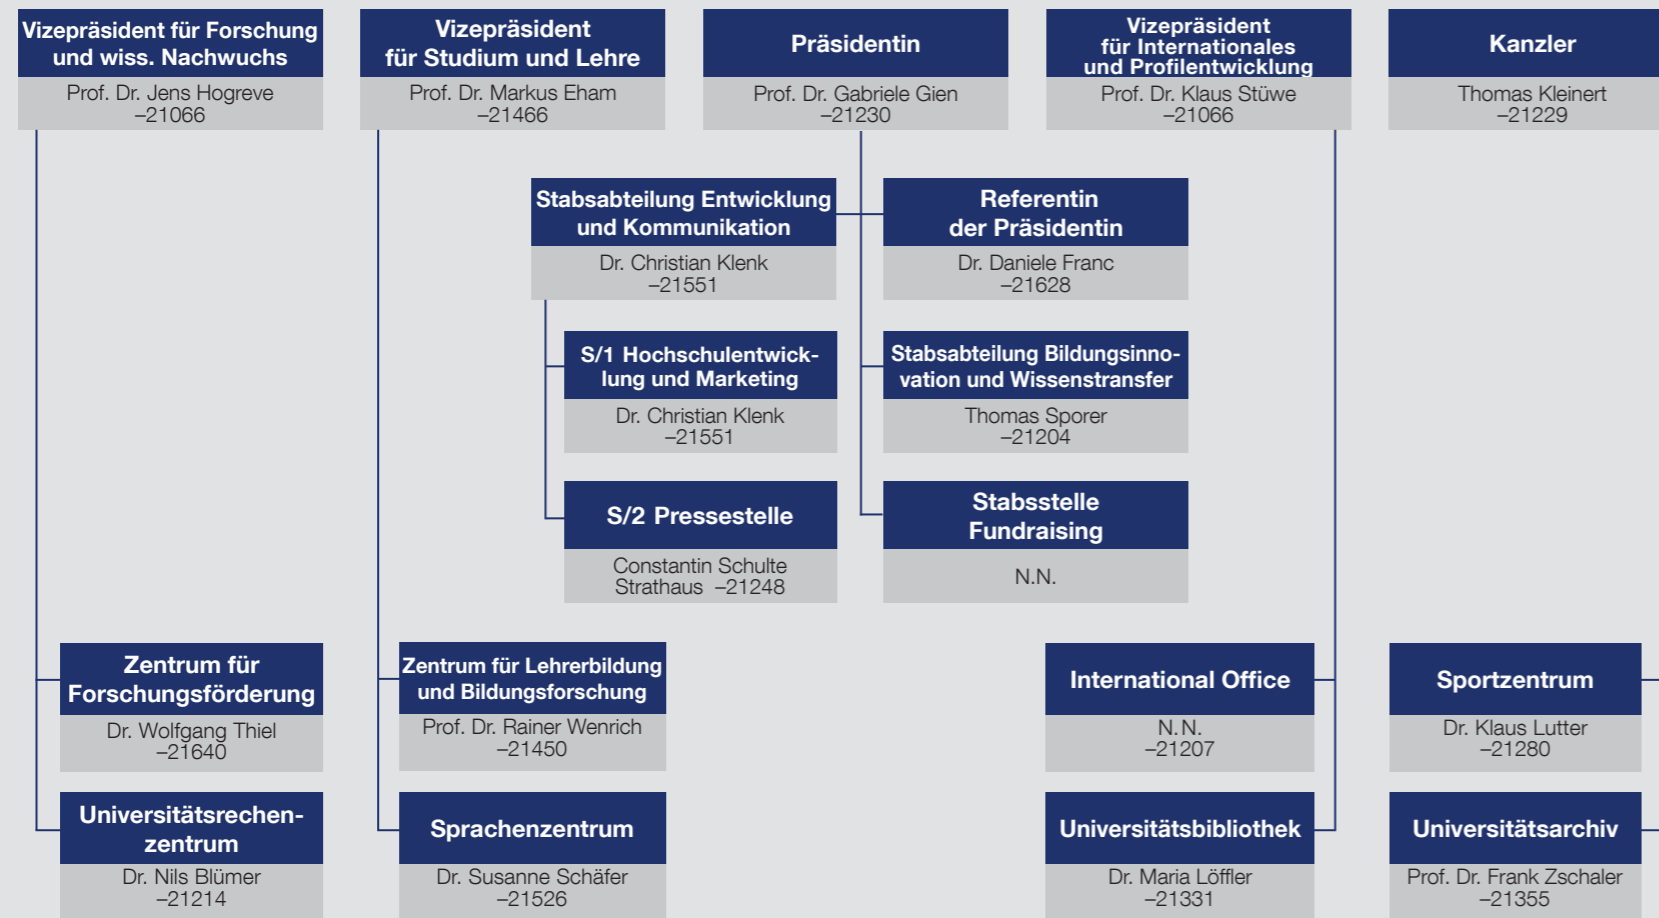 Vizepräsident für Forschung
und wiss. Nachwuchs
Prof. Dr. Jens Hogreve
–21066
Vizepräsident
für Studium und Lehre
Prof. Dr. Markus Eham
–21466
Präsidentin
Prof. Dr. Gabriele Gien
–21230
Vizepräsident
für Internationales
und Profilentwicklung
Prof. Dr. Klaus Stüwe
–21066
Kanzler
Thomas Kleinert
–21229
Stabsabteilung Entwicklung
und Kommunikation
Dr. Christian Klenk
–21551
Referentin
der Präsidentin
Dr. Daniele Franc
–21628
S/1 Hochschulentwick-
lung und Marketing
Dr. Christian Klenk
–21551
Stabsabteilung Bildungsinno-
vation und Wissenstransfer
Thomas Sporer
–21204
S/2 Pressestelle
Constantin Schulte
Strathaus –21248
Stabsstelle
Fundraising
N.N.
Zentrum für
Forschungsförderung
Dr. Wolfgang Thiel
–21640
Zentrum für Lehrerbildung
und Bildungsforschung
Prof. Dr. Rainer Wenrich
–21450
International Office
N.N.
–21207
Sportzentrum
Dr. Klaus Lutter
–21280
Universitätsrechen-
zentrum
Dr. Nils Blümer
–21214
Sprachenzentrum
Dr. Susanne Schäfer
–21526
Universitätsbibliothek
Dr. Maria Löffler
–21331
Universitätsarchiv
Prof. Dr. Frank Zschaler
–21355